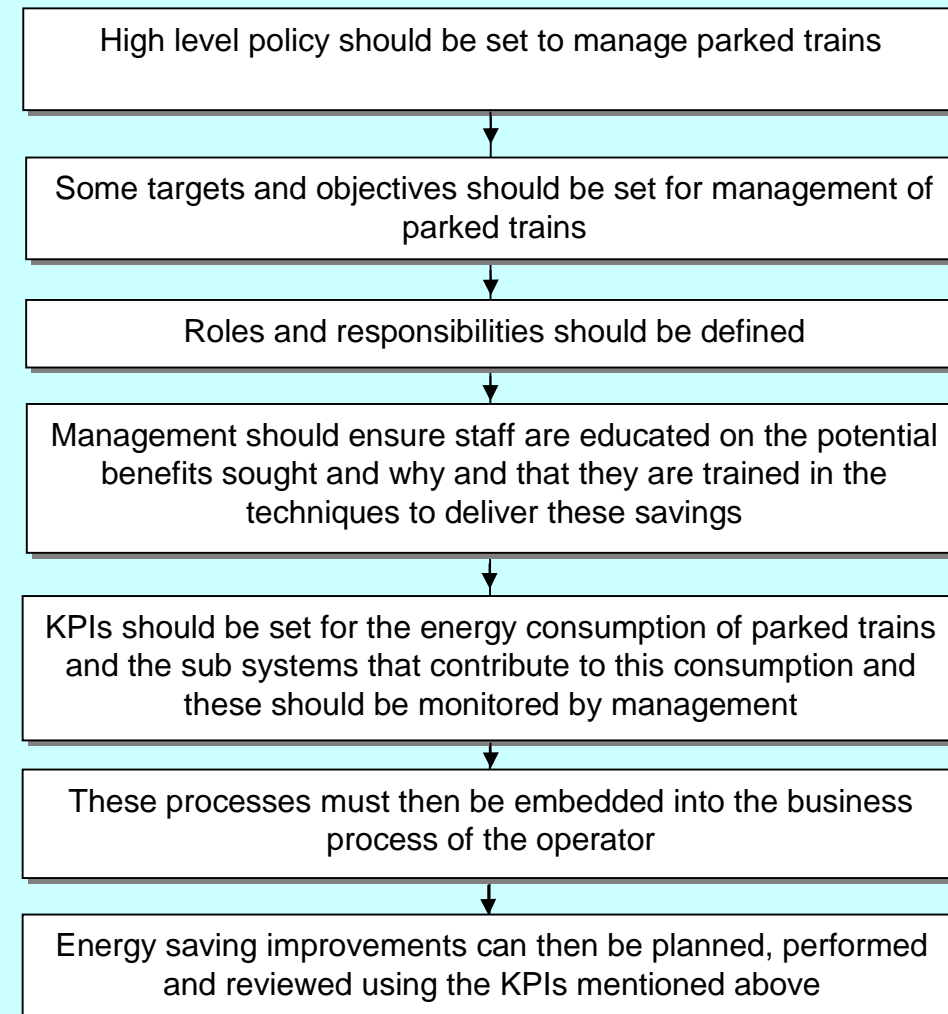 High level policy should be set to manage parked trains
Some targets and objectives should be set for management of
parked trains
Roles and responsibilities should be defined
Management should ensure staff are educated on the potential
benefits sought and why and that they are trained in the
techniques to deliver these savings
KPIs should be set for the energy consumption of parked trains
and the sub systems that contribute to this consumption and
these should be monitored by management
These processes must then be embedded into the business
process of the operator
Energy saving improvements can then be planned, performed
and reviewed using the KPIs mentioned above